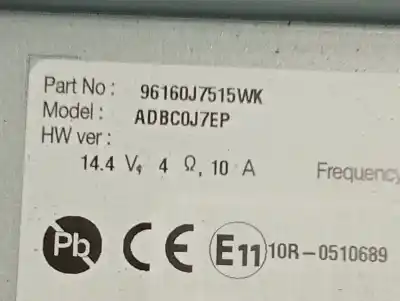 Part No : 96160J7515WK
Model : ADBC0J7EP
HW ver :
14.4 V, 4 Ω, 10 A Frequency
Pb CE E11 10R-0510689